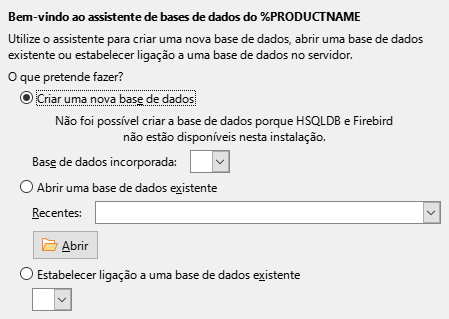 Bem-vindo ao assistente de bases de dados do %PRODUCTNAME
Utilize o assistente para criar uma nova base de dados, abrir uma base de dados
existente ou estabelecer ligação a uma base de dados no servidor.
O que pretende fazer?
Criar uma nova base de dados
Não foi possível criar a base de dados porque HSQLDB e Firebird
não estão disponíveis nesta instalação.
Base de dados incorporada:
Abrir uma base de dados existente
Recentes:
Abrir
Estabelecer ligação a uma base de dados existente